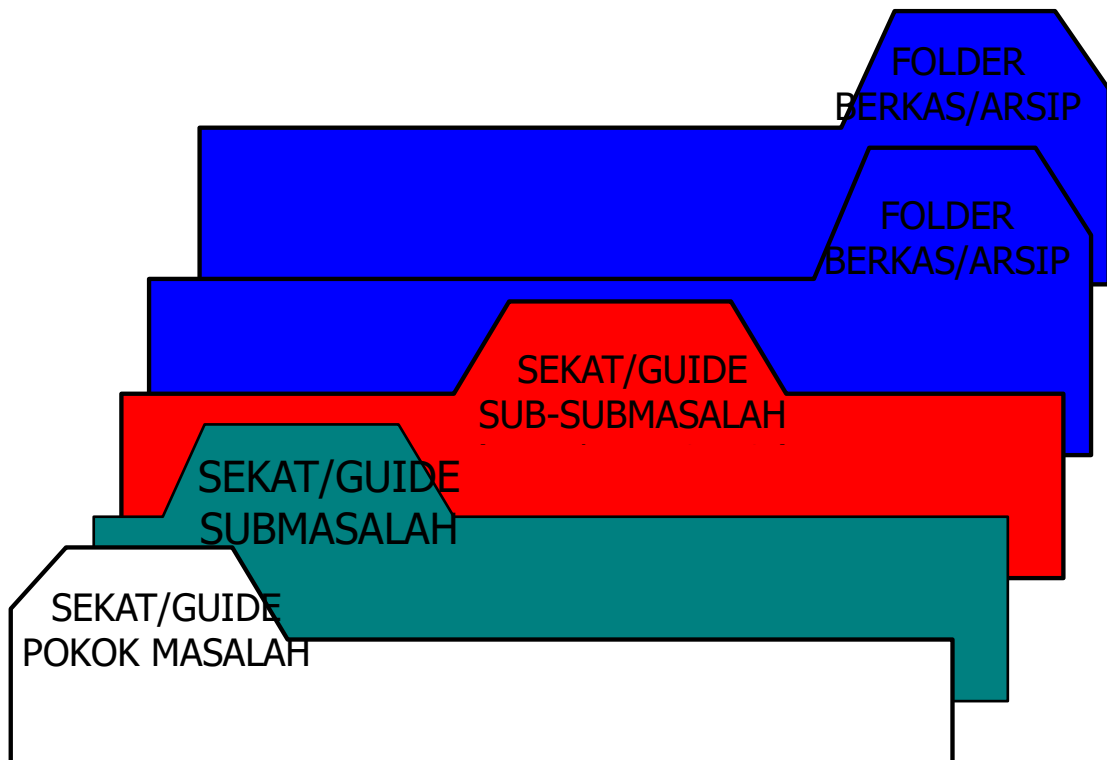 FOLDER
BERKAS/ARSIP
FOLDER
BERKAS/ARSIP
SEKAT/GUIDE
SUB-SUBMASALAH
SEKAT/GUIDE
SUBMASALAH
SEKAT/GUIDE
POKOK MASALAH